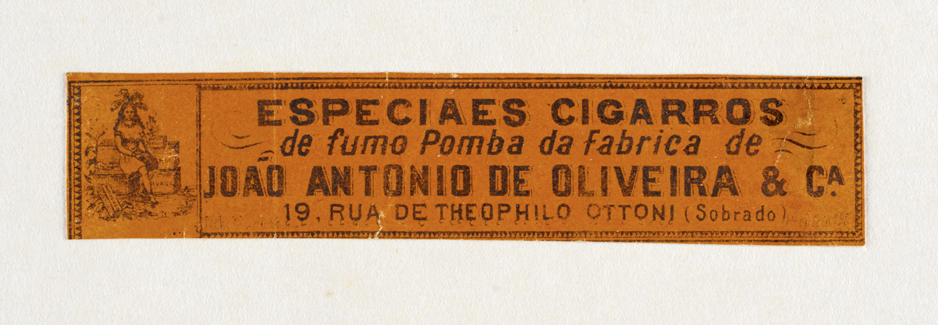 ESPECIAES CIGARROS
de fumo Pomba da Fabrica de
JOÃO ANTONIO DE OLIVEIRA & CA.
19, RUA DE THEOPHILO OTTONI (Sobrado)